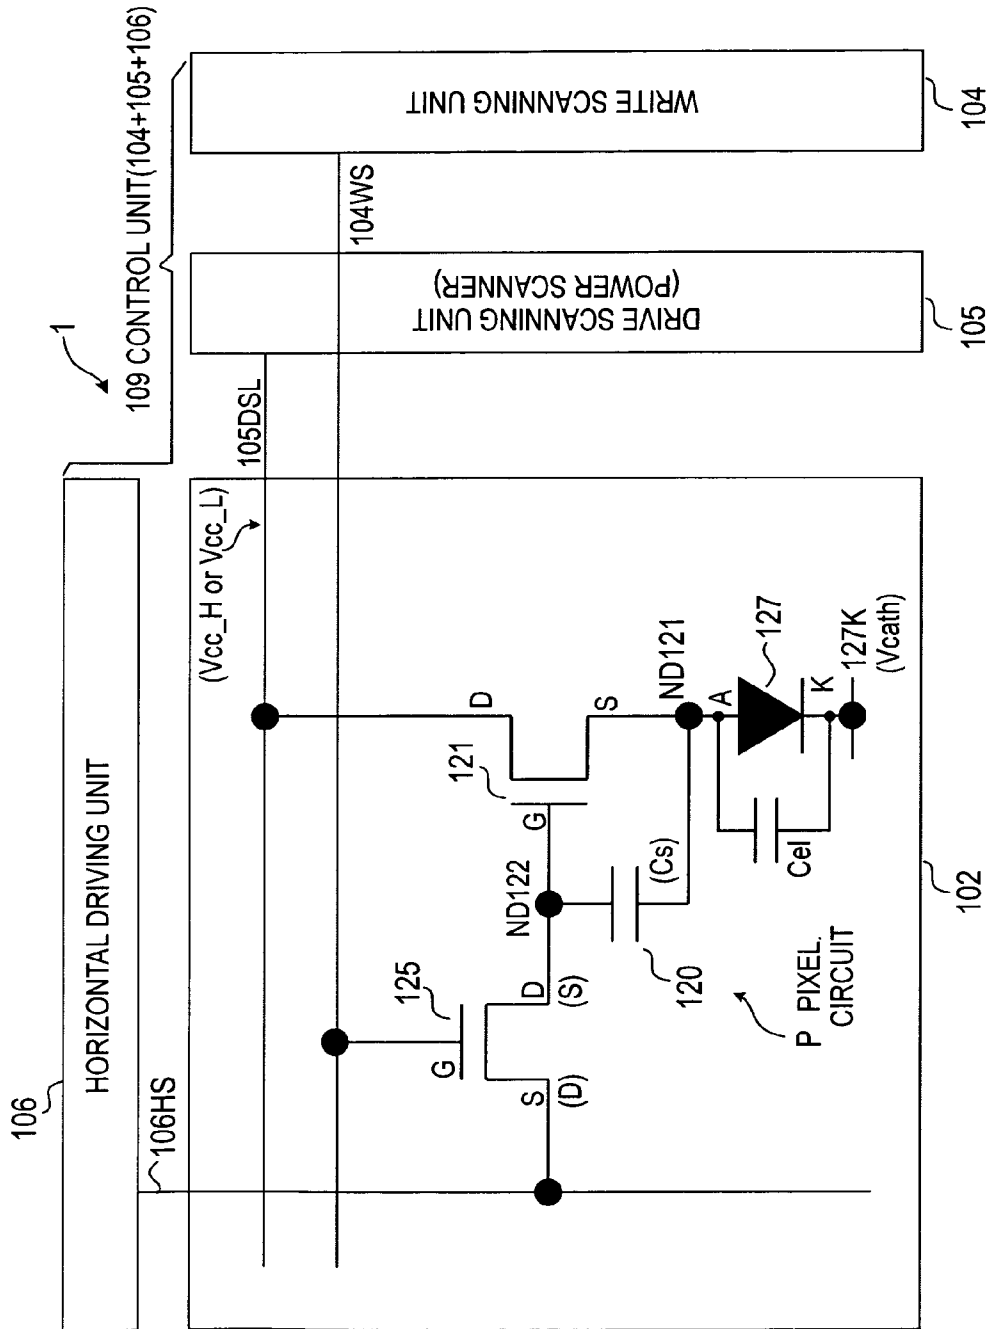 1
109 CONTROL UNIT(104+105+106)
106
HORIZONTAL DRIVING UNIT
106HS
105DSL
104WS
(Vcc_H or Vcc_L)
DRIVE SCANNING UNIT
(POWER SCANNER)
105
WRITE SCANNING UNIT
104
125
G
S
(D)
D
(S)
ND122
121
G
D
S
ND121
(Cs)
120
A
127
K
Cel
127K
(Vcath)
P PIXEL.
CIRCUIT
102